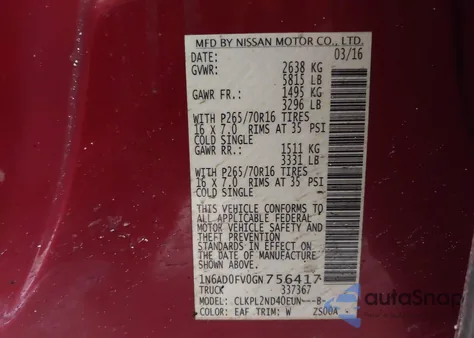 MFD BY NISSAN MOTOR CO., LTD.
DATE: 03/16
GVWR: 2638 KG
5815 LB
GAWR FR.: 1495 KG
3296 LB
WITH P265/70R16 TIRES
16 X 7.0 RIMS AT 35 PSI
COLD SINGLE
GAWR RR.: 1511 KG
3331 LB
WITH P265/70R16 TIRES
16 X 7.0 RIMS AT 35 PSI
COLD SINGLE
THIS VEHICLE CONFORMS TO
ALL APPLICABLE FEDERAL
MOTOR VEHICLE SAFETY AND
THEFT PREVENTION
STANDARDS IN EFFECT ON
THE DATE OF MANUFACTURE
SHOWN ABOVE.
1N6AD0FV0GN756417
TRUCK 337367
MODEL: CLKPL2ND40EUN---B-
COLOR: EAF TRIM: W ZS00A -
autoSnap